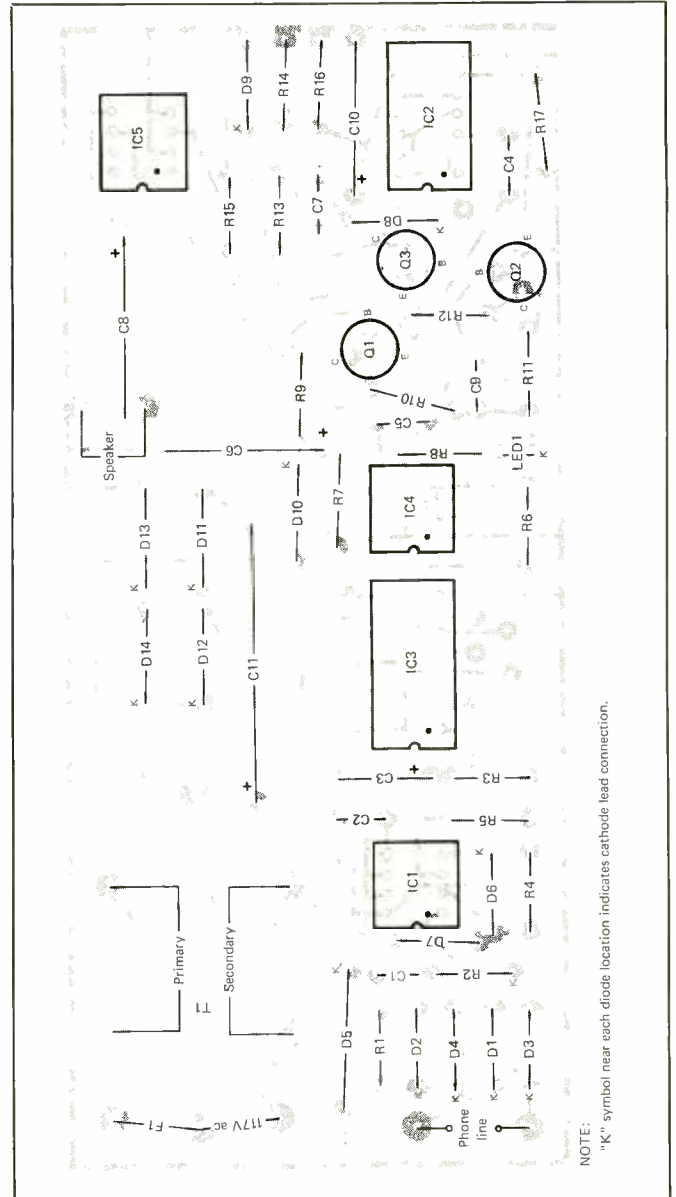 F1
117V ac
T1
Primary
Secondary
Speaker
C8
+
IC5
D14
K
D13
K
D12
K
D11
K
C11
+
C6
+
R15
D9
K
R13
R14
D10
K
R9
C7
R16
R7
D5
K
C10
+
D8
K
R1
C1
C2
C3
+
Q1
C
B
E
Q3
C
B
E
IC2
D2
K
D7
IC1
IC3
IC4
C5
R10
R12
Phone
line
D4
K
R2
D1
K
D6
K
R5
R3
R8
C9
C4
D3
K
R4
R6
LED1
K
R11
Q2
B
C
E
R17
NOTE:
"K" symbol near each diode location indicates cathode lead connection.